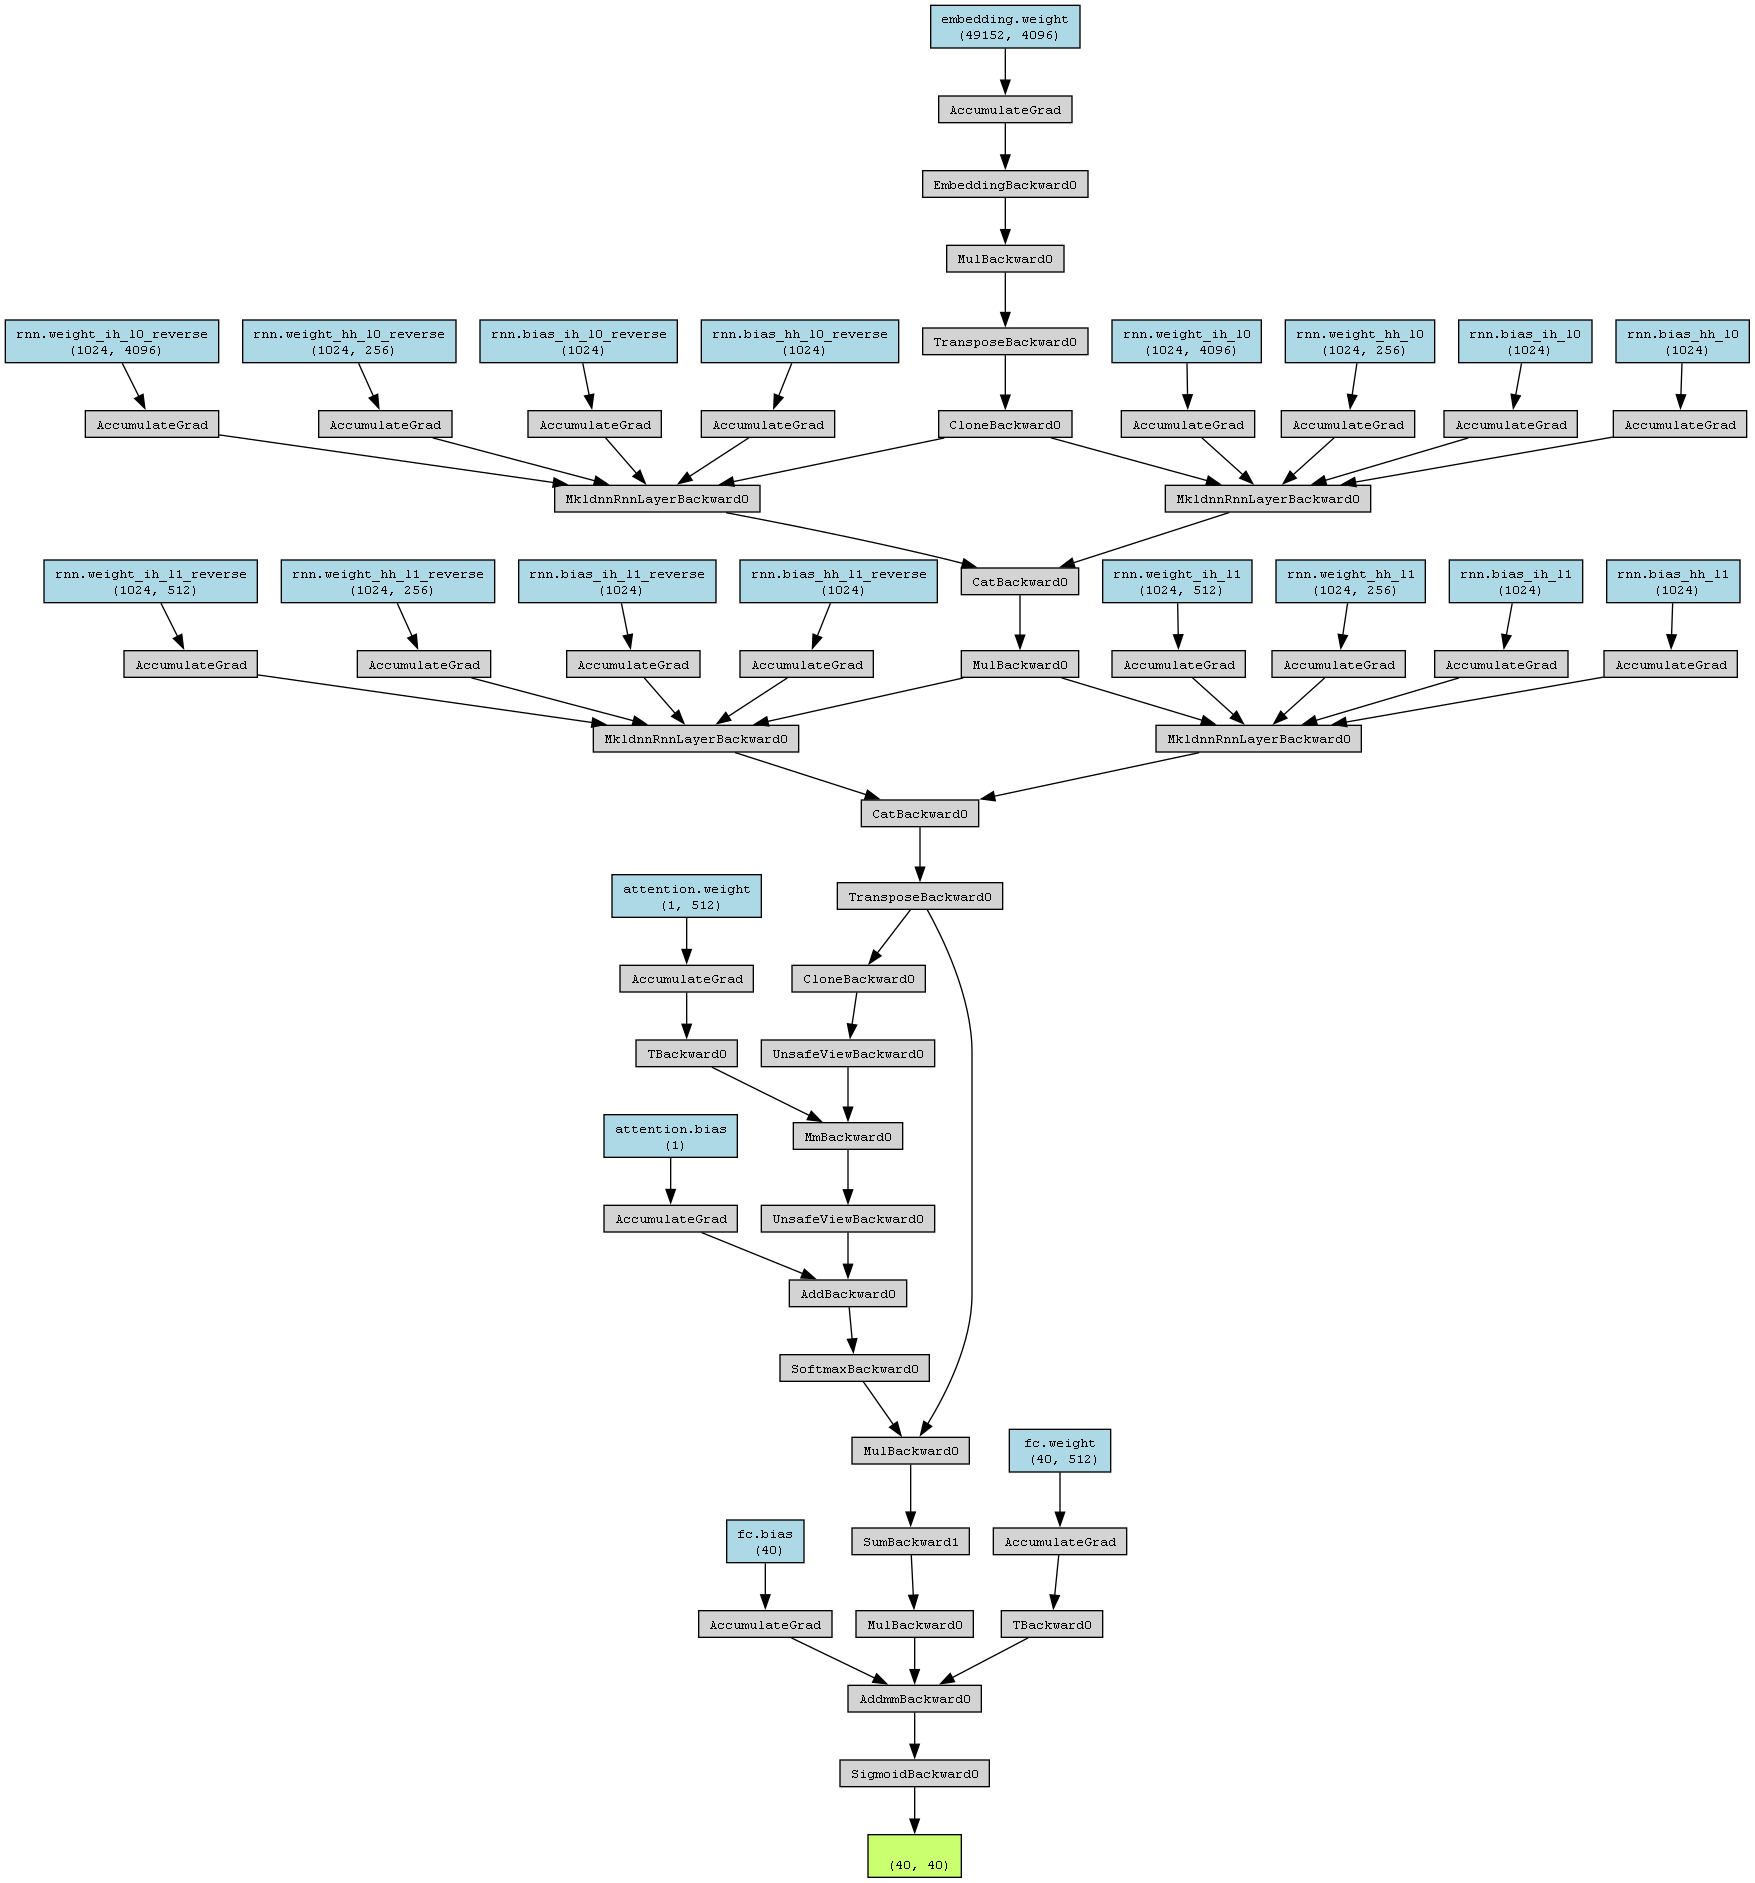 embedding.weight
(49152, 4096)
AccumulateGrad
EmbeddingBackward0
MulBackward0
TransposeBackward0
rnn.weight_ih_l0_reverse
(1024, 4096)
rnn.weight_hh_l0_reverse
(1024, 256)
rnn.bias_ih_l0_reverse
(1024)
rnn.bias_hh_l0_reverse
(1024)
rnn.weight_ih_l0
(1024, 4096)
rnn.weight_hh_l0
(1024, 256)
rnn.bias_ih_l0
(1024)
rnn.bias_hh_l0
(1024)
AccumulateGrad
AccumulateGrad
AccumulateGrad
AccumulateGrad
CloneBackward0
AccumulateGrad
AccumulateGrad
AccumulateGrad
AccumulateGrad
MkldnnRnnLayerBackward0
MkldnnRnnLayerBackward0
CatBackward0
rnn.weight_ih_l1_reverse
(1024, 512)
rnn.weight_hh_l1_reverse
(1024, 256)
rnn.bias_ih_l1_reverse
(1024)
rnn.bias_hh_l1_reverse
(1024)
rnn.weight_ih_l1
(1024, 512)
rnn.weight_hh_l1
(1024, 256)
rnn.bias_ih_l1
(1024)
rnn.bias_hh_l1
(1024)
AccumulateGrad
AccumulateGrad
AccumulateGrad
AccumulateGrad
MulBackward0
AccumulateGrad
AccumulateGrad
AccumulateGrad
AccumulateGrad
MkldnnRnnLayerBackward0
MkldnnRnnLayerBackward0
CatBackward0
TransposeBackward0
attention.weight
(1, 512)
AccumulateGrad
CloneBackward0
TBackward0
UnsafeViewBackward0
MmBackward0
attention.bias
(1)
AccumulateGrad
UnsafeViewBackward0
AddBackward0
SoftmaxBackward0
MulBackward0
fc.weight
(40, 512)
SumBackward1
AccumulateGrad
fc.bias
(40)
AccumulateGrad
MulBackward0
TBackward0
AddmmBackward0
SigmoidBackward0
(40, 40)